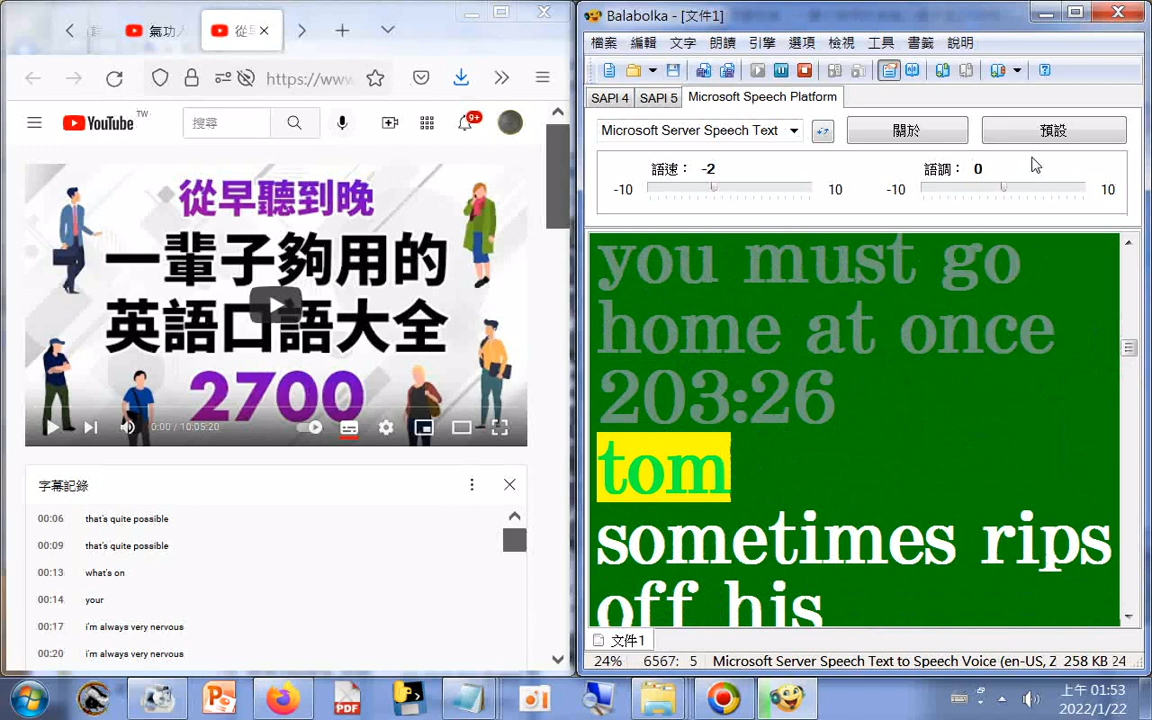 氣功
從
https://www
YouTube TW
搜尋
9+
從早聽到晚
一輩子夠用的
英語口語大全
2700
0:00 / 10:05:20
字幕記錄
00:06 that's quite possible
00:09 that's quite possible
00:13 what's on
00:14 your
00:17 i'm always very nervous
00:20 i'm always very nervous
Balabolka - [文件1]
檔案 編輯 文字 朗讀 引擎 選項 檢視 工具 書籤 說明
SAPI 4 SAPI 5 Microsoft Speech Platform
Microsoft Server Speech Text 關於 預設
語速： -2 語調： 0
-10 10 -10 10
you must go
home at once
203:26
tom
sometimes rips
off his
文件1
24% 6567: 5 Microsoft Server Speech Text to Speech Voice (en-US, Z 258 KB 24
PDF
上午 01:53
2022/1/22